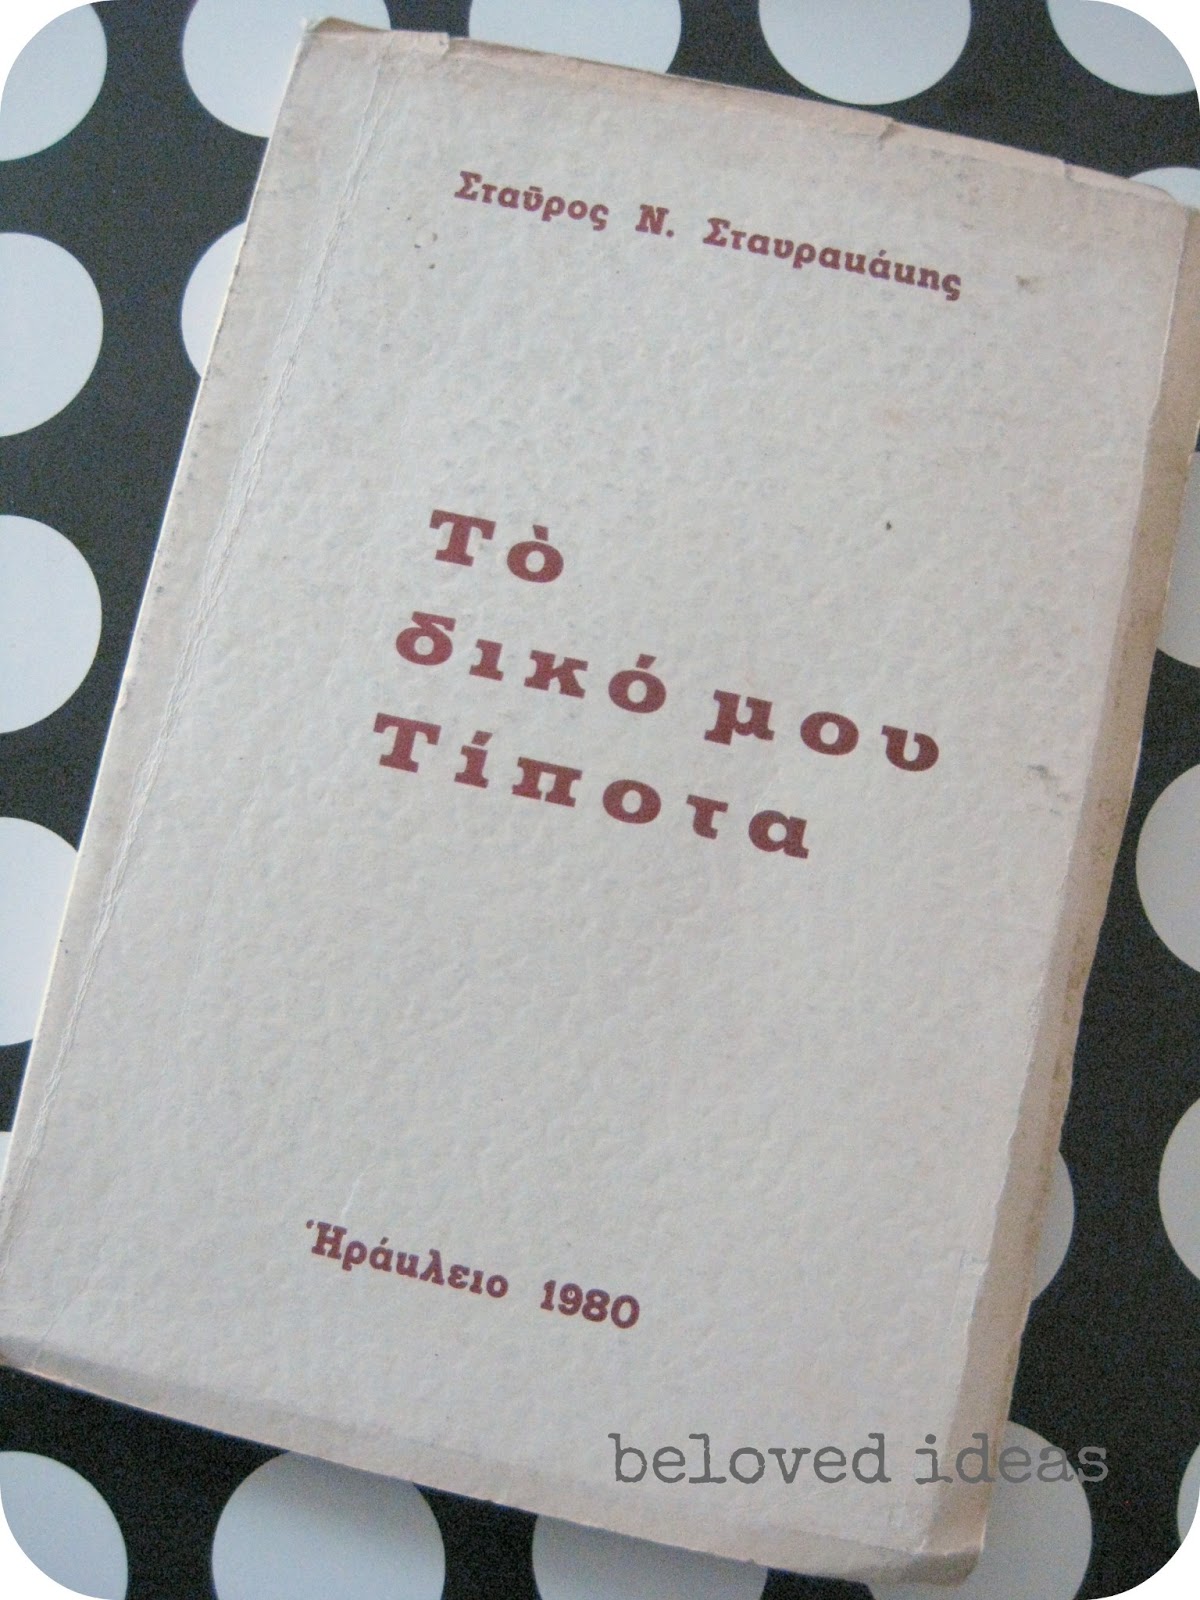 Σταῦρος Ν. Σταυρακάκης
Τὸ
δικό μου
Τίποτα
Ἡράκλειο 1980
beloved ideas